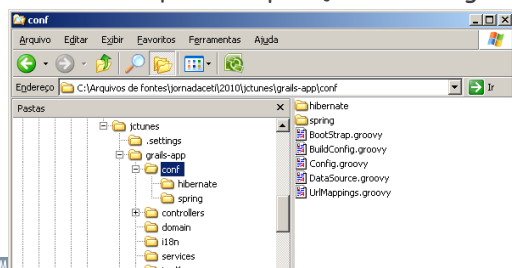 conf
Arquivo Editar Exibir Favoritos Ferramentas Ajuda
Endereço C:\Arquivos de fontes\jornadaceti\2010\jctunes\grails-app\conf Ir
Pastas
jctunes
.settings
grails-app
conf
hibernate
spring
controllers
domain
i18n
services
hibernate
spring
BootStrap.groovy
BuildConfig.groovy
Config.groovy
DataSource.groovy
UrlMappings.groovy